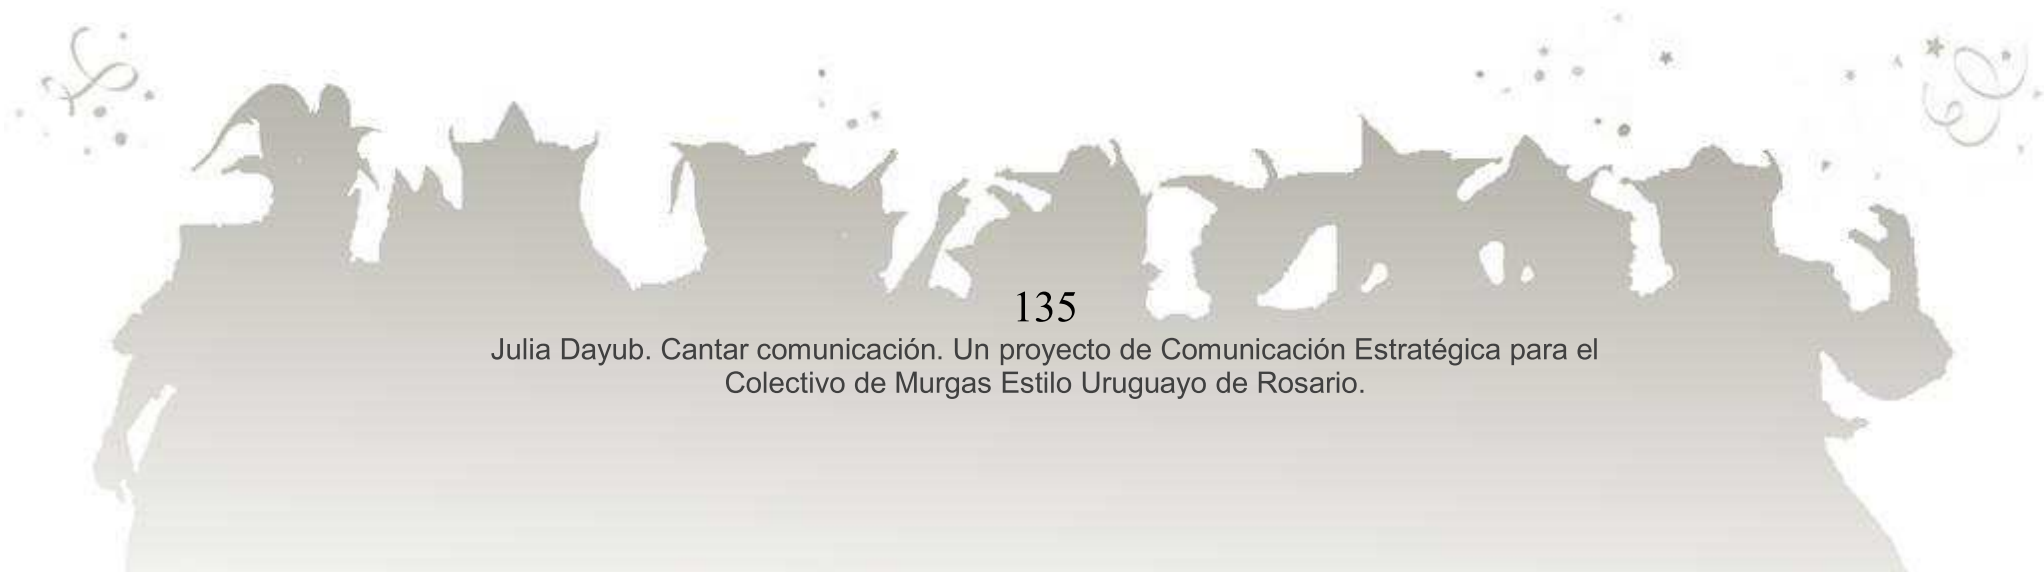 135
Julia Dayub. Cantar comunicación. Un proyecto de Comunicación Estratégica para el
Colectivo de Murgas Estilo Uruguayo de Rosario.